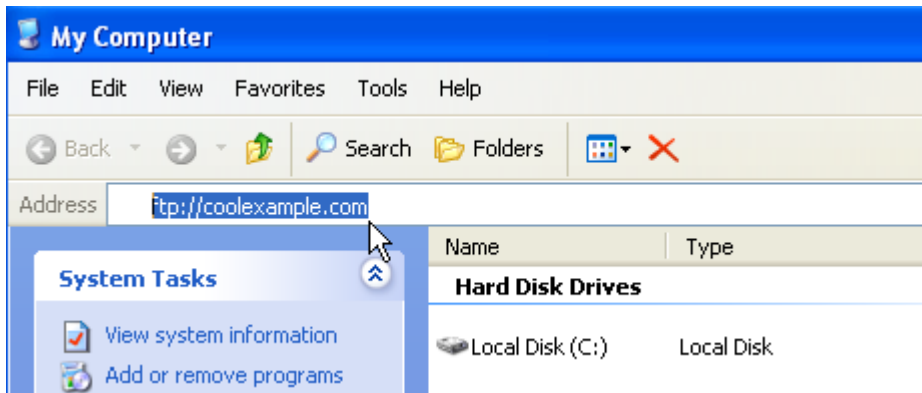 My Computer
File Edit View Favorites Tools Help
Back Search Folders
Address ftp://coolexample.com
Name Type
System Tasks
Hard Disk Drives
View system information
Local Disk (C:) Local Disk
Add or remove programs